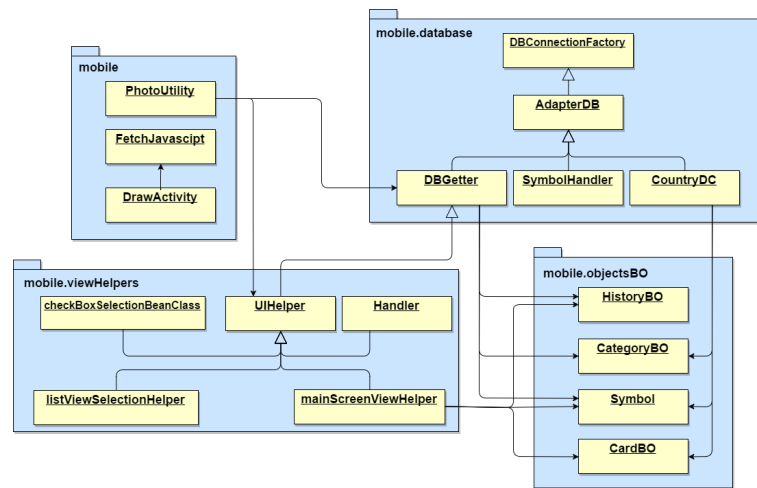 mobile
PhotoUtility
FetchJavascipt
DrawActivity
mobile.database
DBConnectionFactory
AdapterDB
DBGetter
SymbolHandler
CountryDC
mobile.viewHelpers
checkBoxSelectionBeanClass
UIHelper
Handler
listViewSelectionHelper
mainScreenViewHelper
mobile.objectsBO
HistoryBO
CategoryBO
Symbol
CardBO